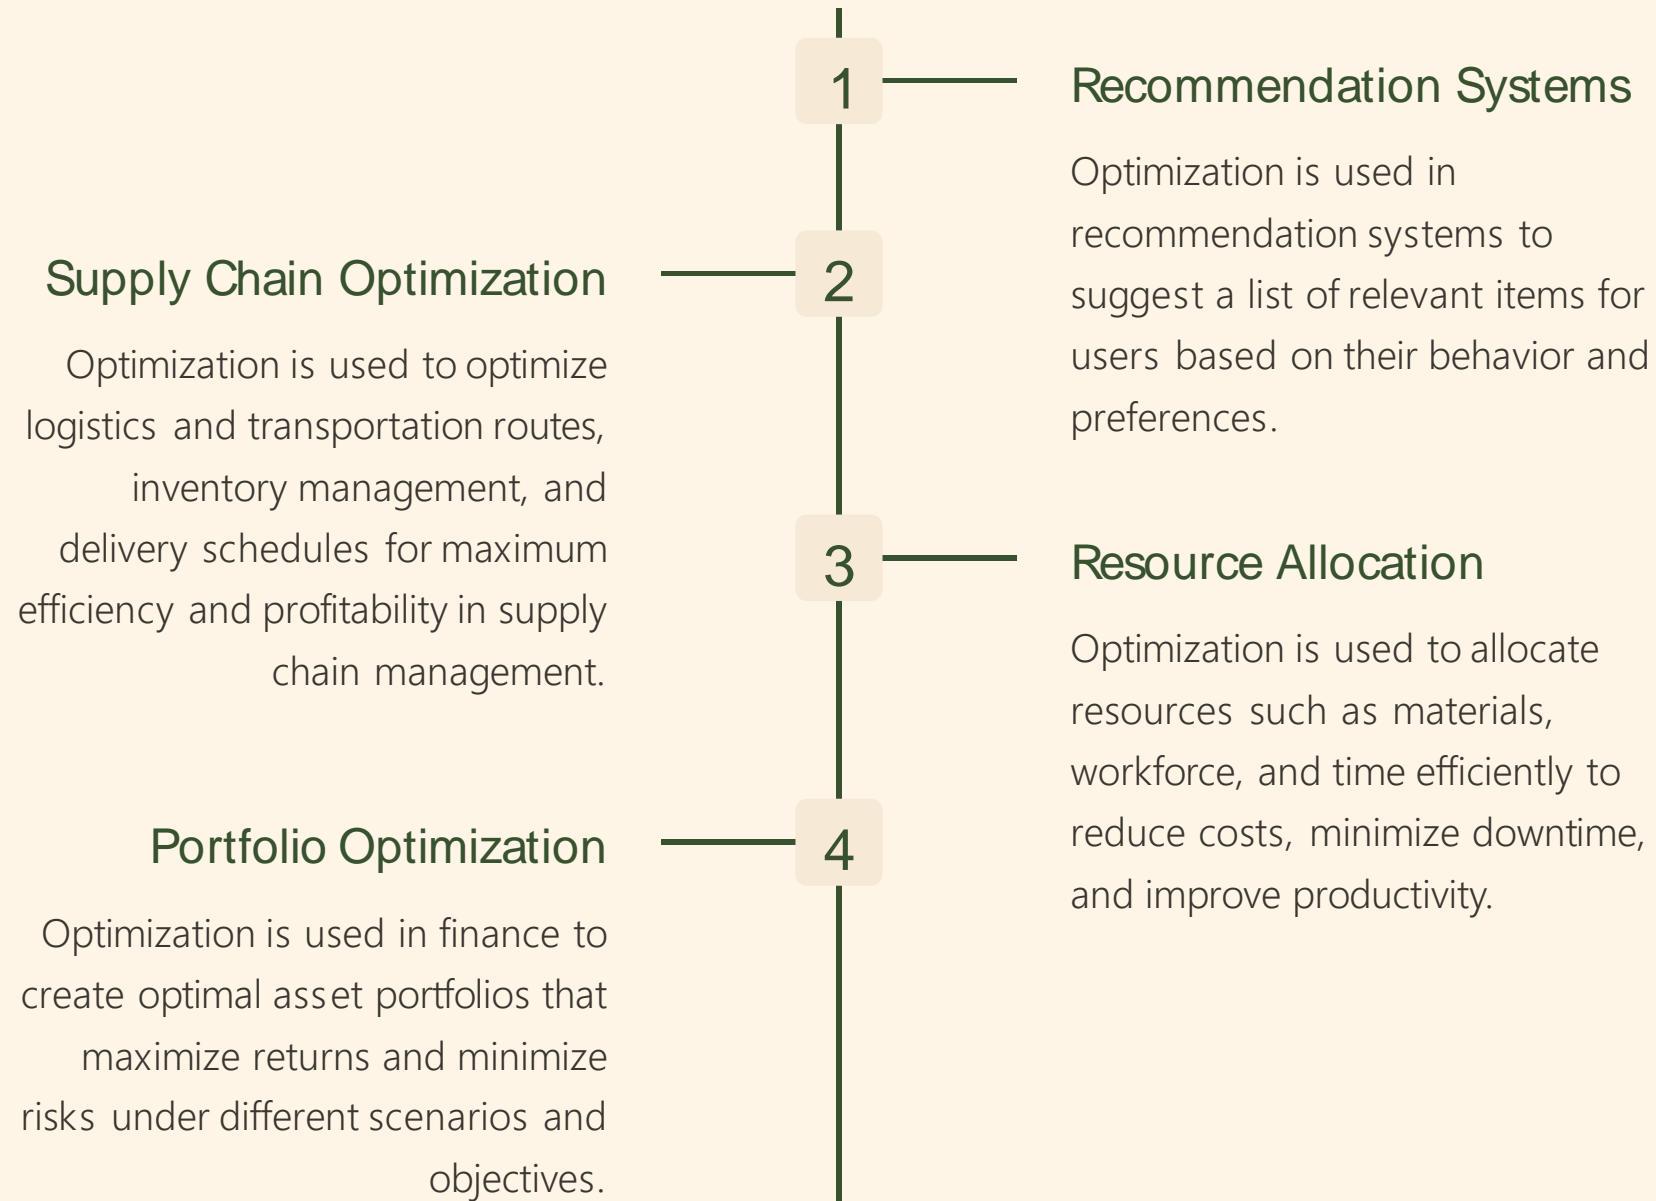 1
Recommendation Systems
Optimization is used in
recommendation systems to
suggest a list of relevant items for
users based on their behavior and
preferences.
2
Supply Chain Optimization
Optimization is used to optimize
logistics and transportation routes,
inventory management, and
delivery schedules for maximum
efficiency and profitability in supply
chain management.
3
Resource Allocation
Optimization is used to allocate
resources such as materials,
workforce, and time efficiently to
reduce costs, minimize downtime,
and improve productivity.
4
Portfolio Optimization
Optimization is used in finance to
create optimal asset portfolios that
maximize returns and minimize
risks under different scenarios and
objectives.